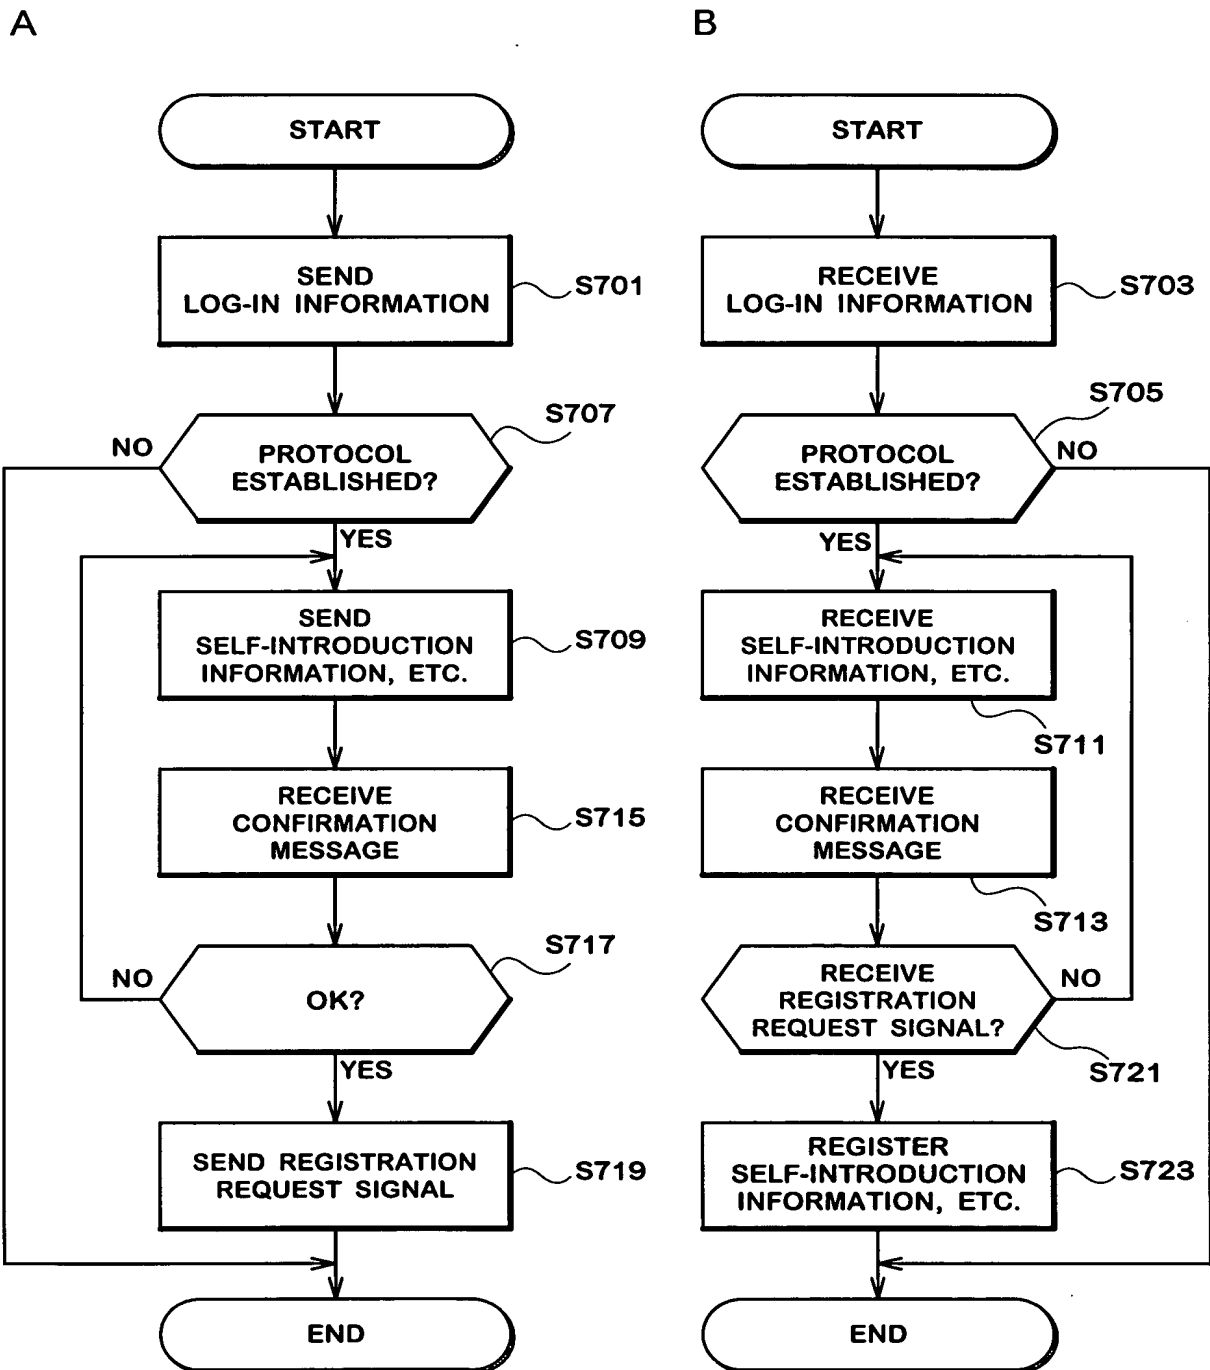 A
START
SEND
LOG-IN INFORMATION
S701
S707
NO
PROTOCOL
ESTABLISHED?
YES
SEND
SELF-INTRODUCTION
INFORMATION, ETC.
S709
RECEIVE
CONFIRMATION
MESSAGE
S715
S717
NO
OK?
YES
SEND REGISTRATION
REQUEST SIGNAL
S719
END
B
START
RECEIVE
LOG-IN INFORMATION
S703
S705
PROTOCOL
ESTABLISHED?
NO
YES
RECEIVE
SELF-INTRODUCTION
INFORMATION, ETC.
S711
RECEIVE
CONFIRMATION
MESSAGE
S713
RECEIVE
REGISTRATION
REQUEST SIGNAL?
NO
S721
YES
REGISTER
SELF-INTRODUCTION
INFORMATION, ETC.
S723
END